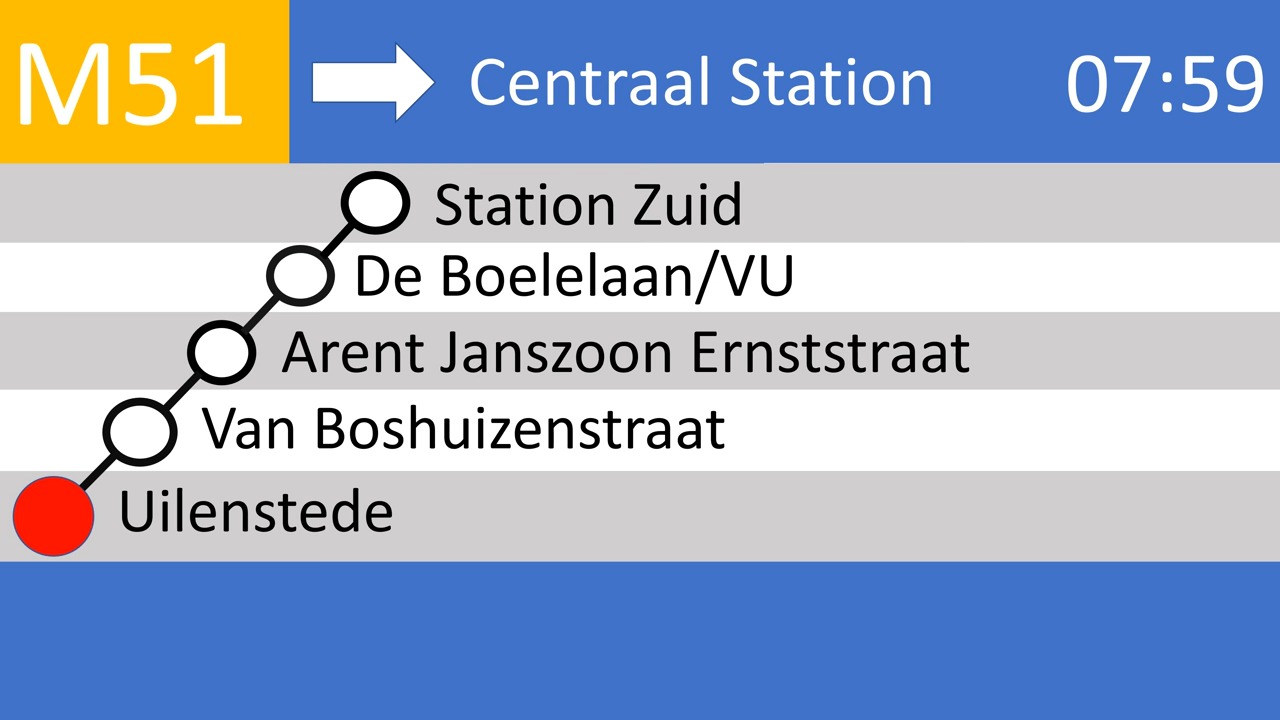 M51 Centraal Station 07:59
Station Zuid
De Boelelaan/VU
Arent Janszoon Ernststraat
Van Boshuizenstraat
Uilenstede